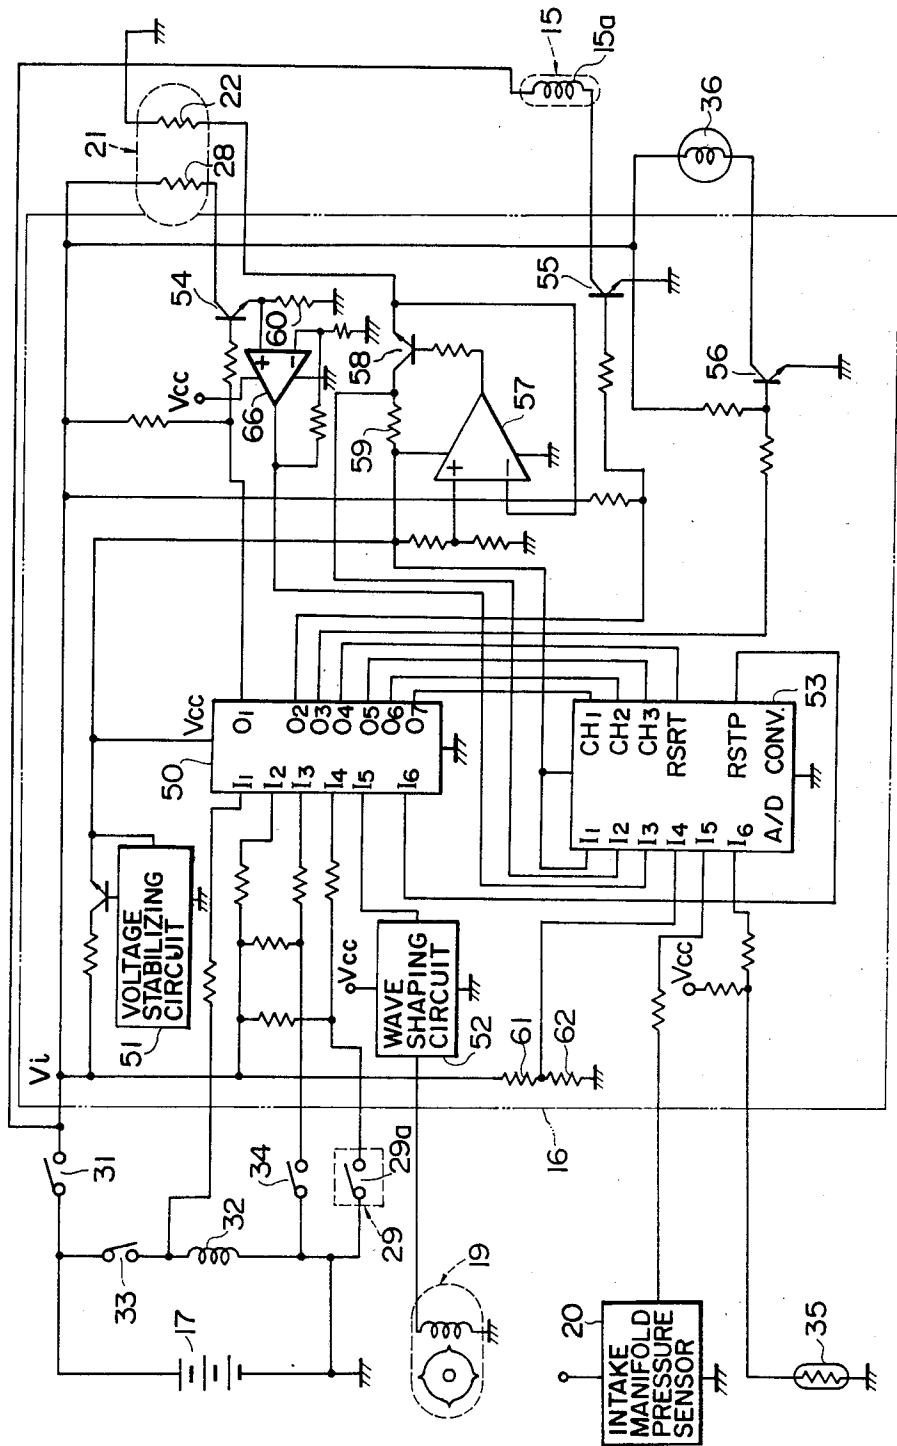 Vi
31
33
32
17
34
29a
29
19
20
INTAKE
MANIFOLD
PRESSURE
SENSOR
35
16
VOLTAGE
STABILIZING
CIRCUIT
51
Vcc
WAVE
SHAPING
CIRCUIT
52
61
62
Vcc
Vcc
50
I1
I2
I3
I4
I5
I6
O1
O2
O3
O4
O5
O6
O7
I1
I2
I3
I4
I5
I6
CH1
CH2
CH3
RSRT
RSTP
A/D CONV.
53
Vcc
54
66
+
−
60
58
59
57
+
−
55
56
21
22
28
15
15a
36